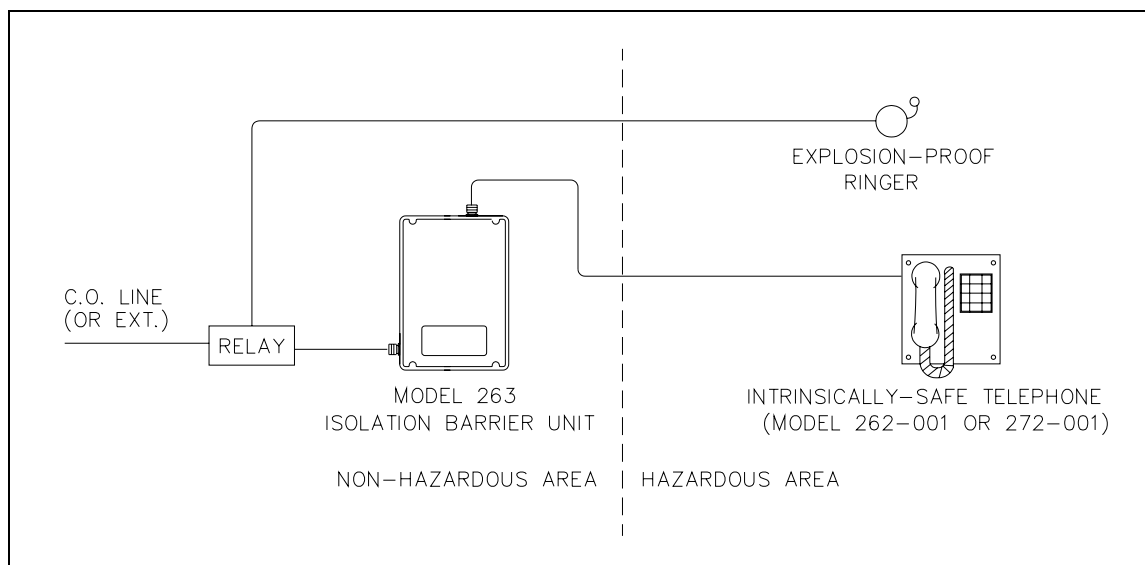 EXPLOSION-PROOF
RINGER
C.O. LINE
(OR EXT.)
RELAY
MODEL 263
ISOLATION BARRIER UNIT
INTRINSICALLY-SAFE TELEPHONE
(MODEL 262-001 OR 272-001)
NON-HAZARDOUS AREA
HAZARDOUS AREA